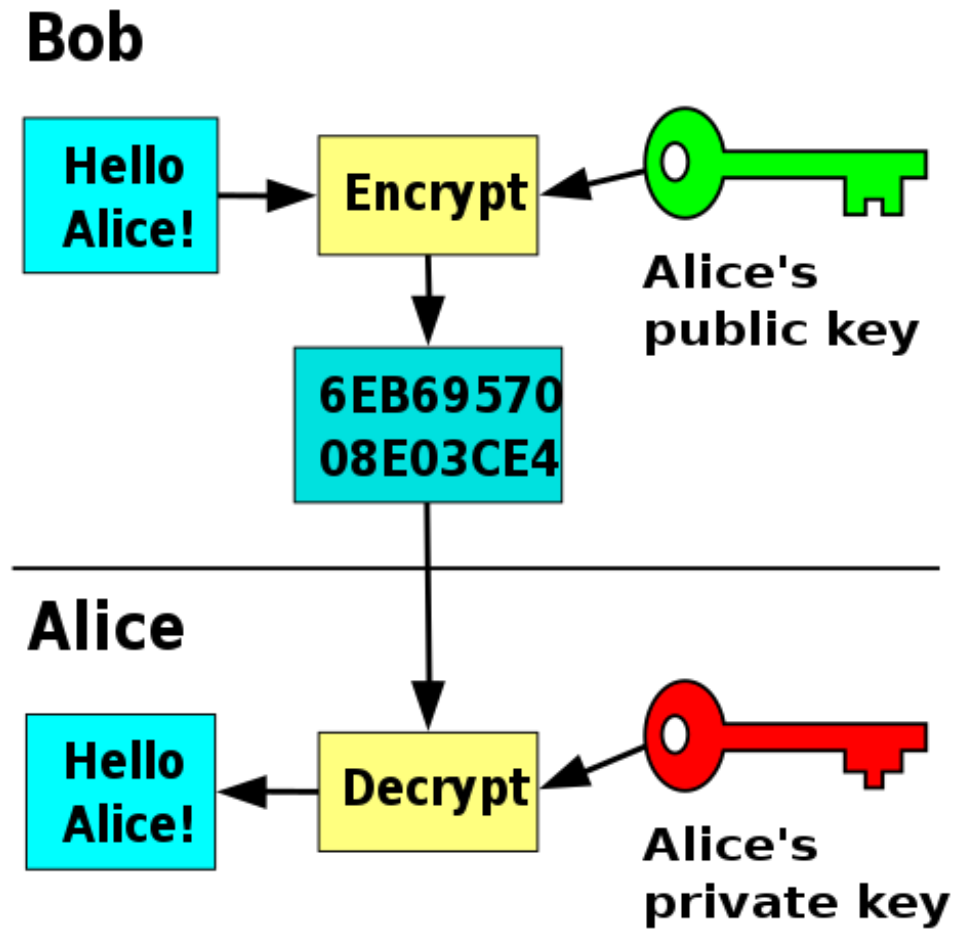 Bob
Hello
Alice!
Encrypt
Alice's
public key
6EB69570
08E03CE4
Alice
Hello
Alice!
Decrypt
Alice's
private key